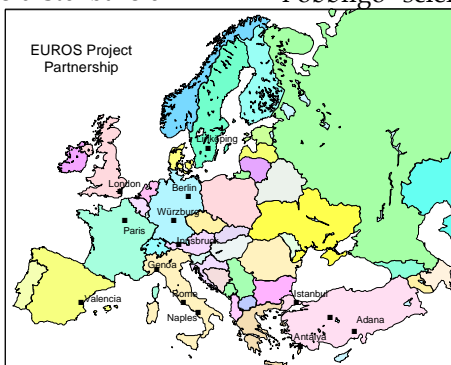 EUROS Project
Partnership
Linköping
London
Berlin
Würzburg
Paris
Innsbruck
Genoa
Valencia
Rome
Istanbul
Naples
Adana
Antalya